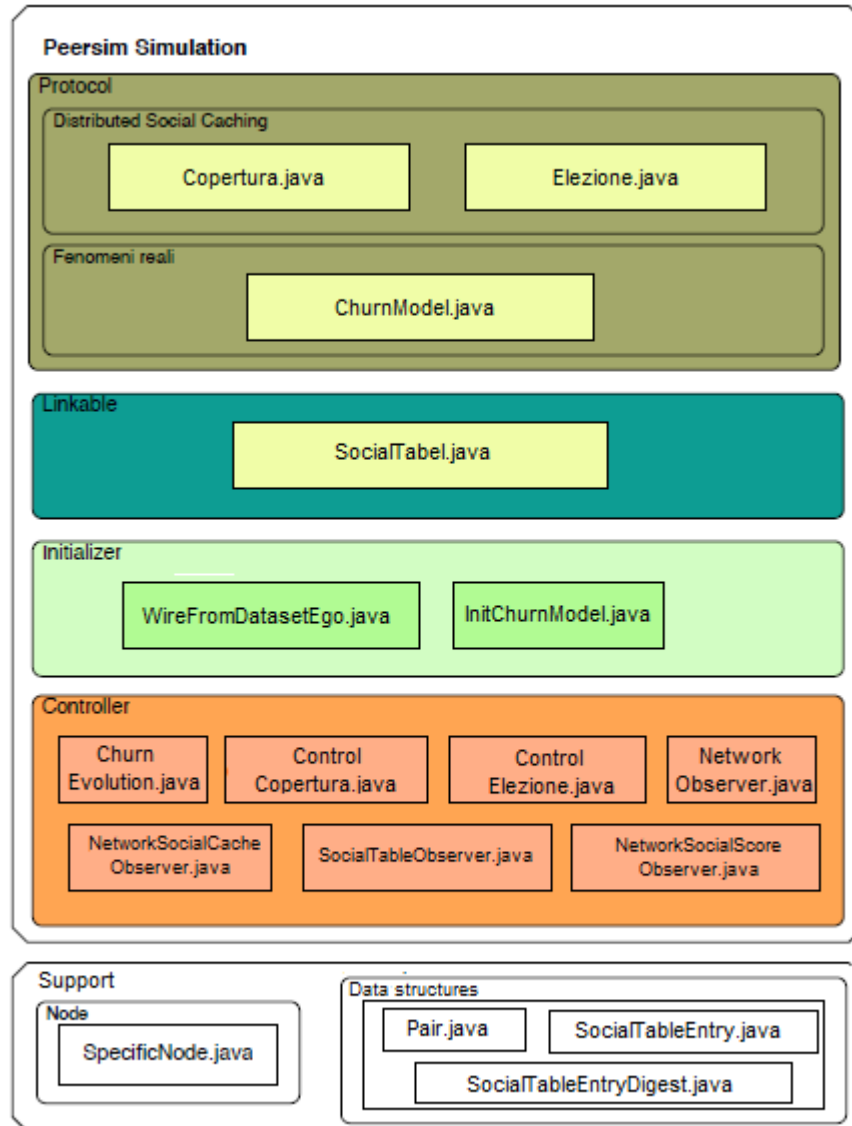 Peersim Simulation
Protocol
Distributed Social Caching
Copertura.java
Elezione.java
Fenomeni reali
ChurnModel.java
Linkable
SocialTabel.java
Initializer
WireFromDatasetEgo.java
InitChurnModel.java
Controller
Churn
Evolution.java
Control
Copertura.java
Control
Elezione.java
Network
Observer.java
NetworkSocialCache
Observer.java
SocialTableObserver.java
NetworkSocialScore
Observer.java
Support
Node
SpecificNode.java
Data structures
Pair.java
SocialTableEntry.java
SocialTableEntryDigest.java